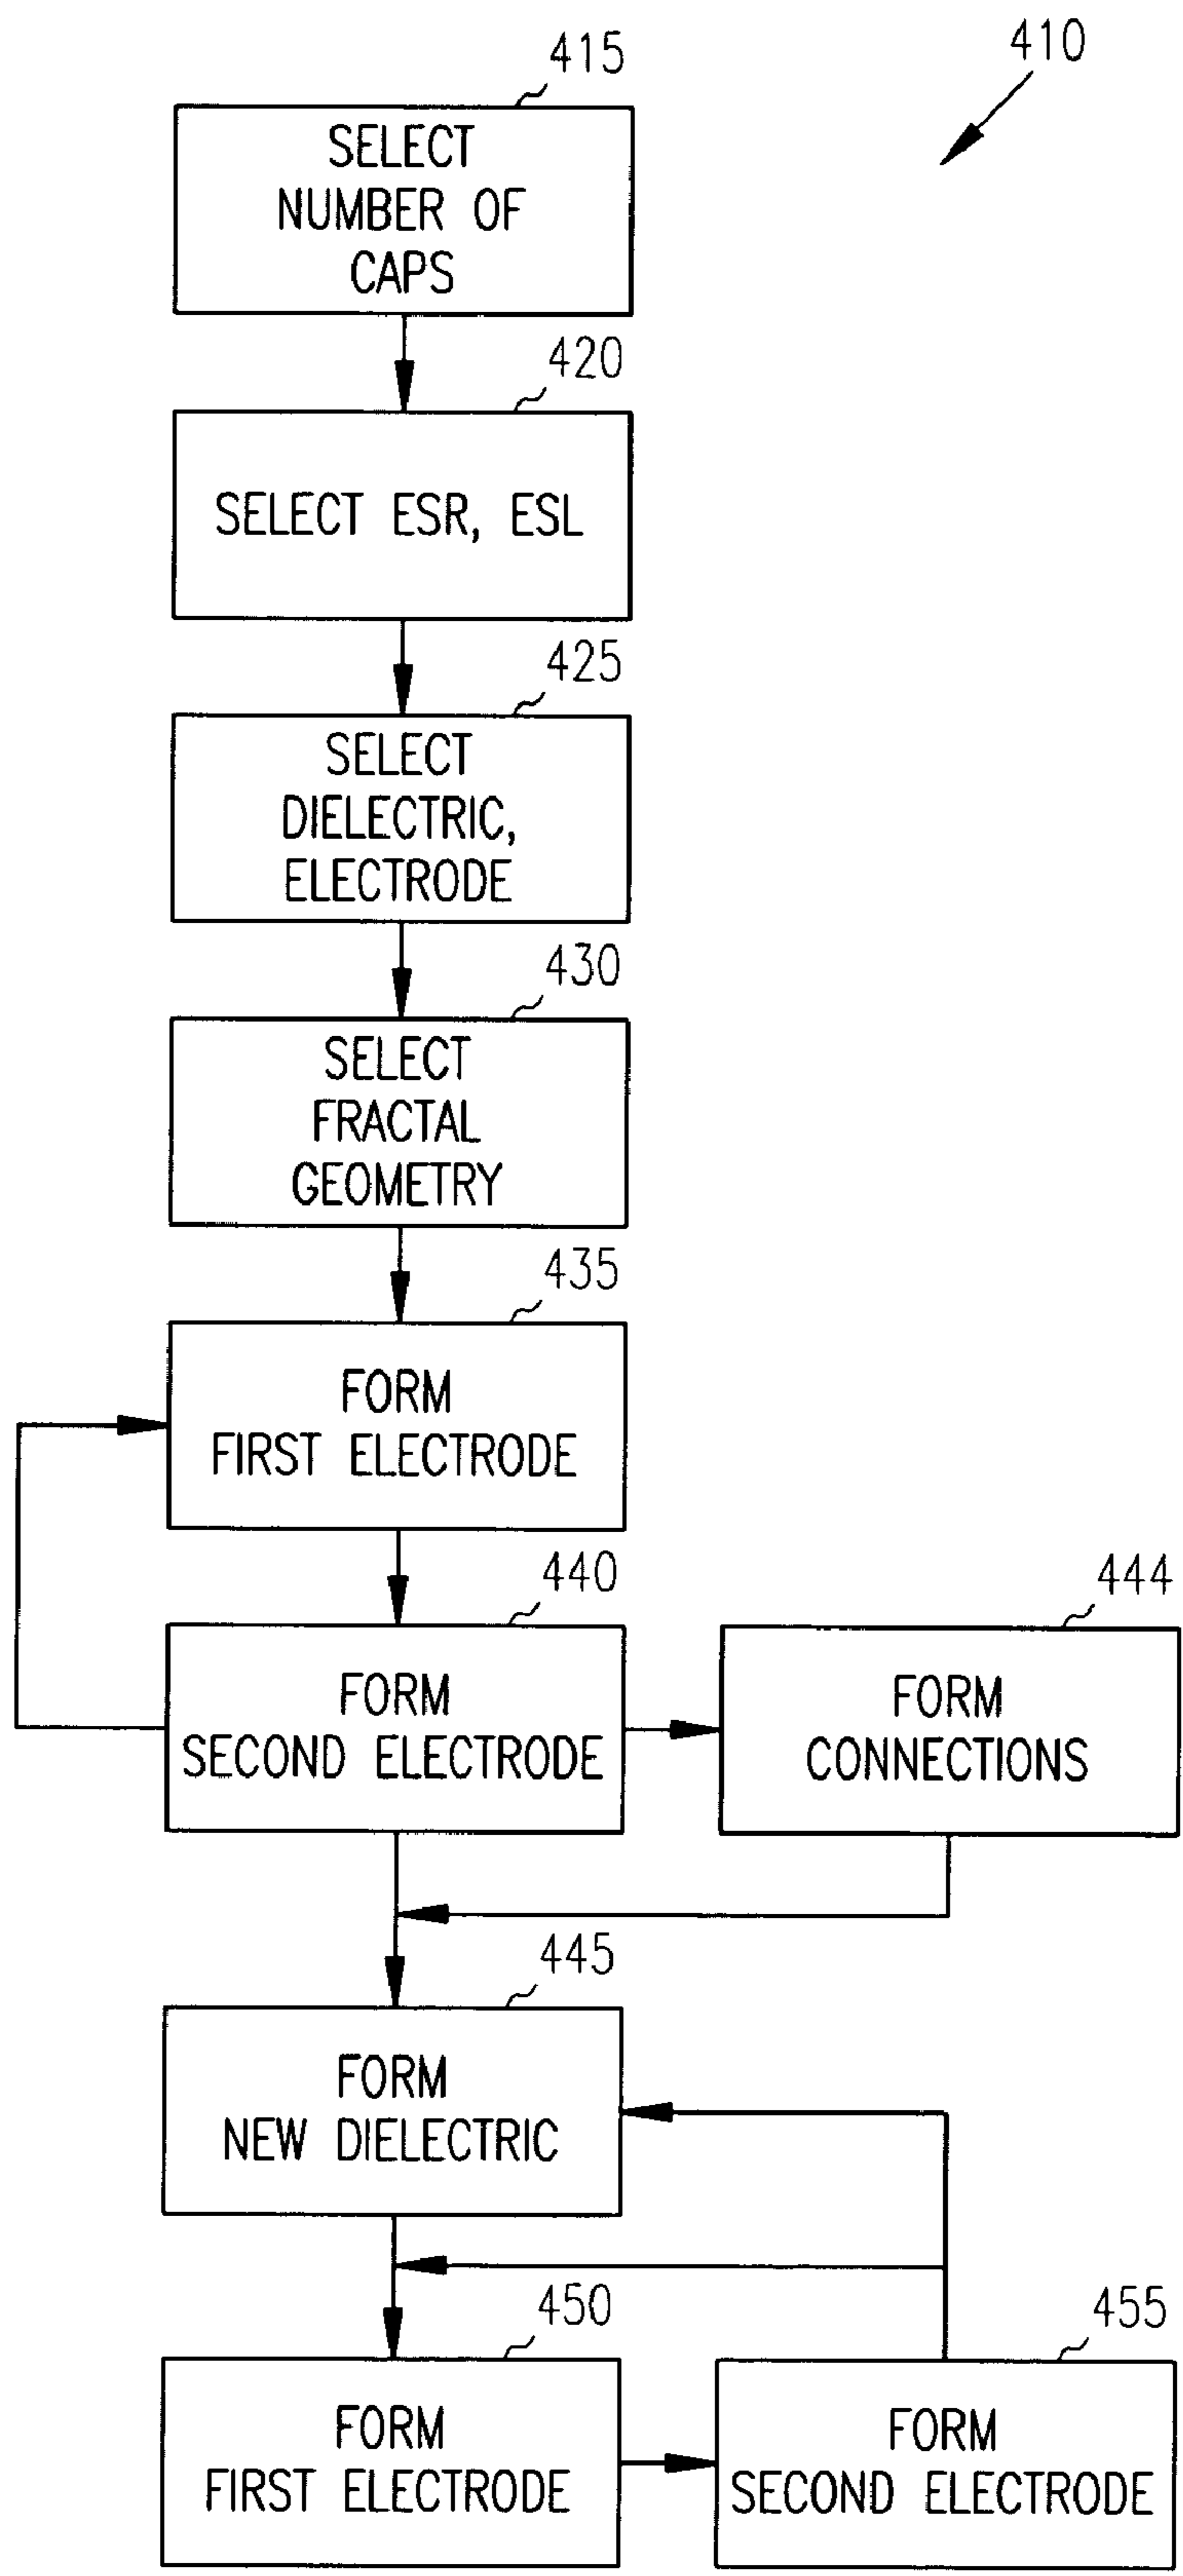 410
415
SELECT
NUMBER OF
CAPS
420
SELECT ESR, ESL
425
SELECT
DIELECTRIC,
ELECTRODE
430
SELECT
FRACTAL
GEOMETRY
435
FORM
FIRST ELECTRODE
440
FORM
SECOND ELECTRODE
444
FORM
CONNECTIONS
445
FORM
NEW DIELECTRIC
450
FORM
FIRST ELECTRODE
455
FORM
SECOND ELECTRODE